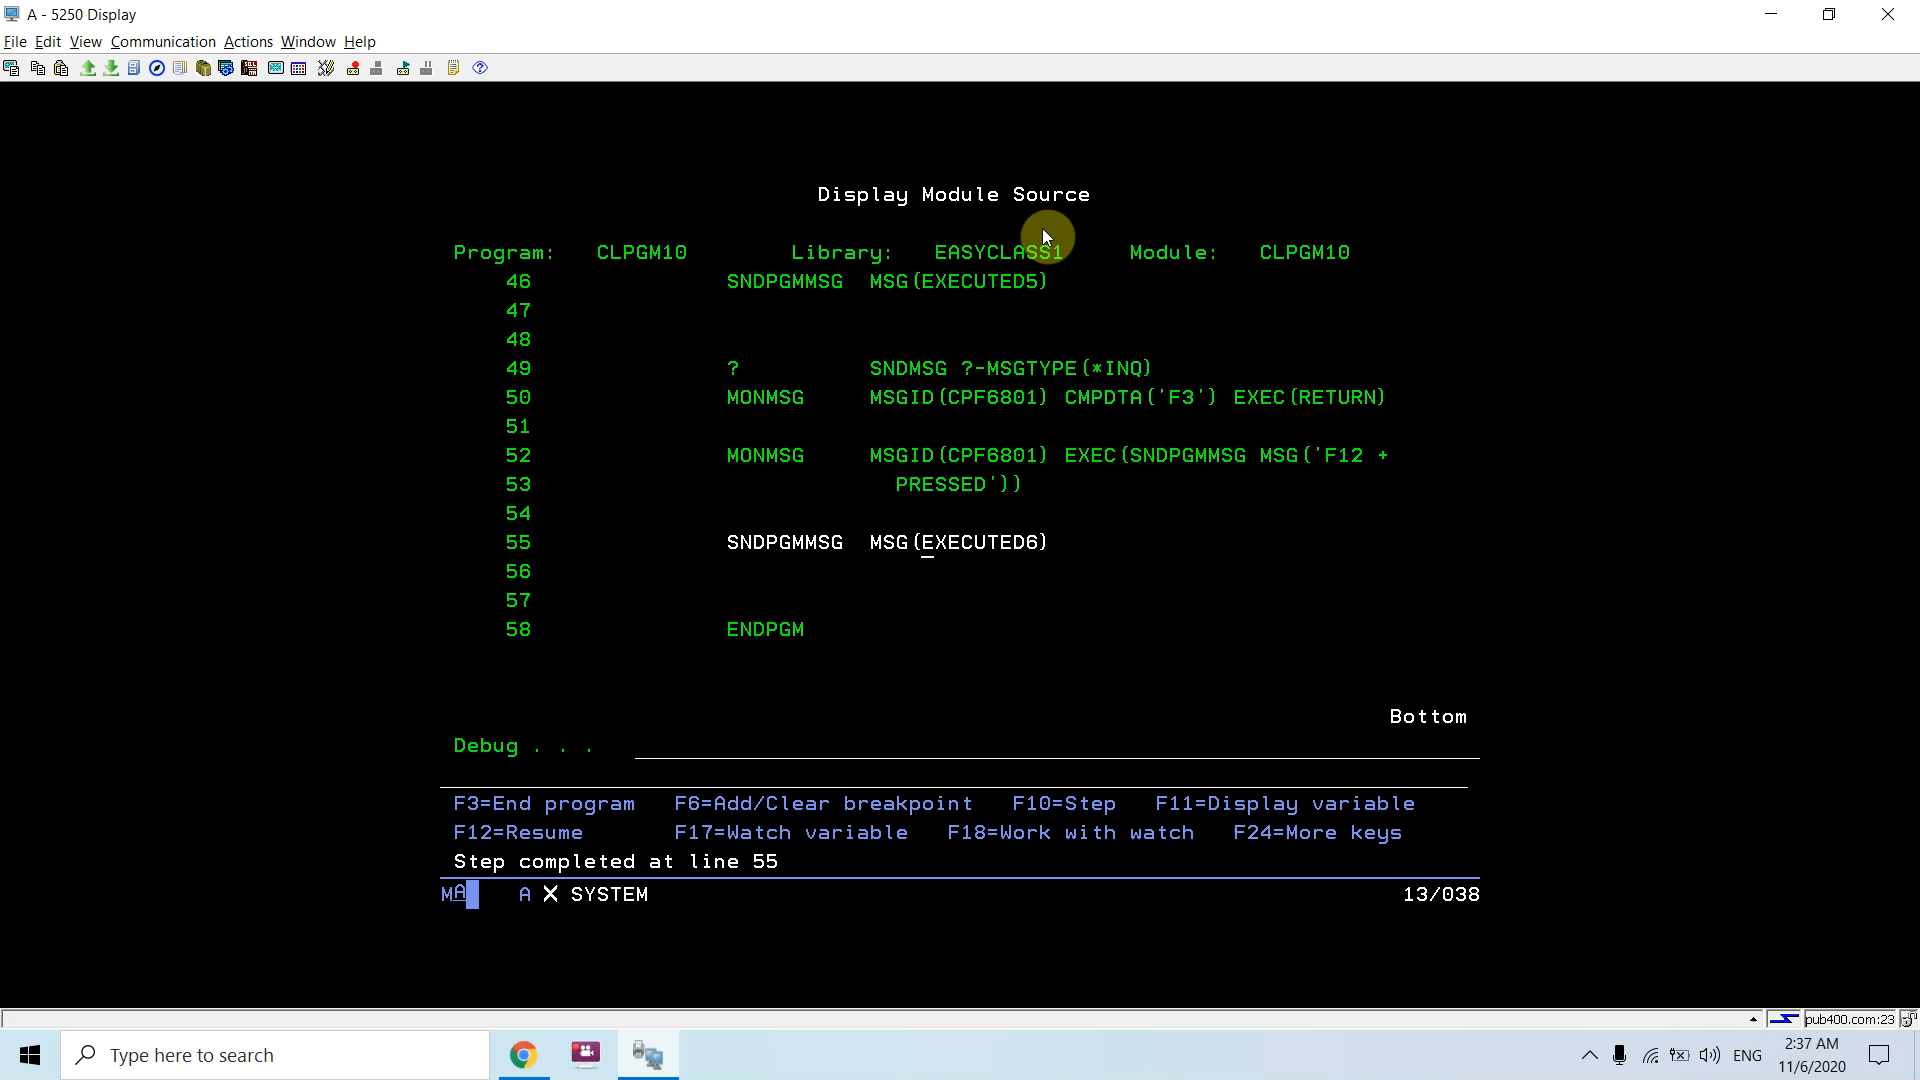 A - 5250 Display
File Edit View Communication Actions Window Help
Display Module Source
Program: CLPGM10 Library: EASYCLASS1 Module: CLPGM10
46 SNDPGMMSG MSG(EXECUTED5)
47
48
49 ? SNDMSG ?-MSGTYPE(*INQ)
50 MONMSG MSGID(CPF6801) CMPDTA('F3') EXEC(RETURN)
51
52 MONMSG MSGID(CPF6801) EXEC(SNDPGMMSG MSG('F12 +
53 PRESSED'))
54
55 SNDPGMMSG MSG(EXECUTED6)
56
57
58 ENDPGM
Bottom
Debug . . .
F3=End program F6=Add/Clear breakpoint F10=Step F11=Display variable
F12=Resume F17=Watch variable F18=Work with watch F24=More keys
Step completed at line 55
MA A X SYSTEM 13/038
pub400.com:23
Type here to search
ENG
2:37 AM
11/6/2020